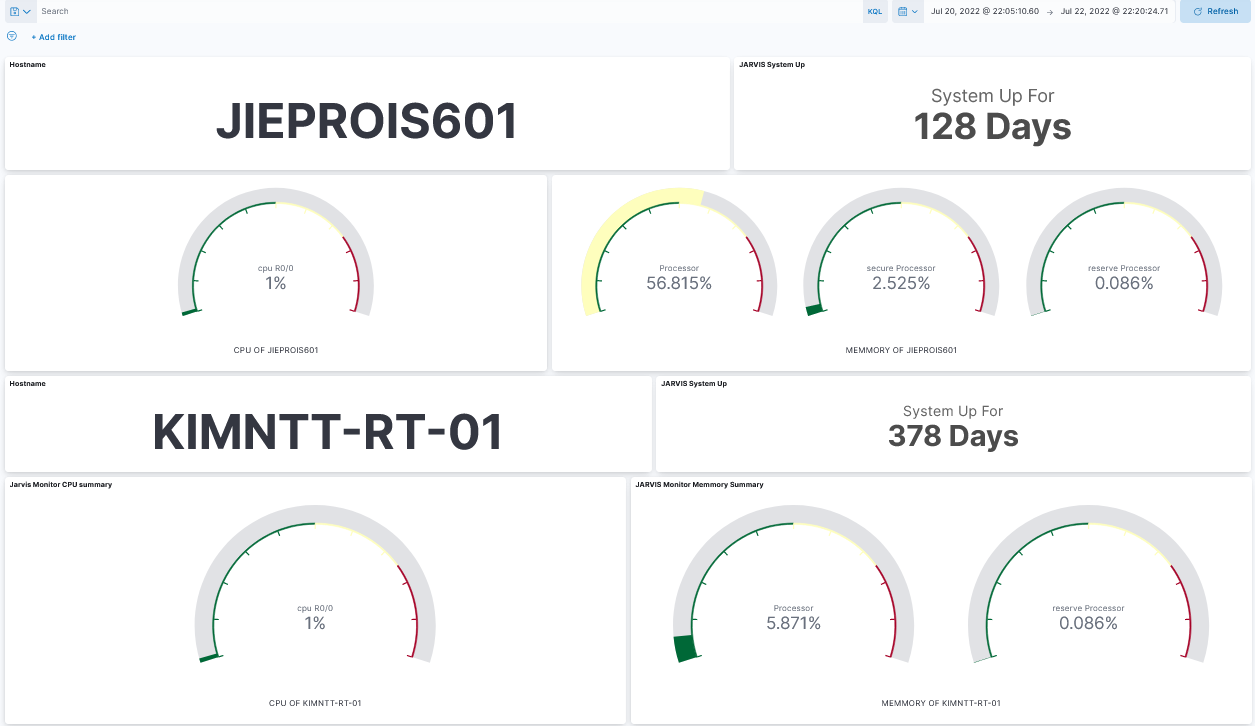 Search
KQL
Jul 20, 2022 @ 22:05:10.60 → Jul 22, 2022 @ 22:20:24.71
Refresh
+ Add filter
Hostname
JIEPROIS601
JARVIS System Up
System Up For
128 Days
cpu R0/0
1%
CPU OF JIEPROIS601
Processor
56.815%
secure Processor
2.525%
reserve Processor
0.086%
MEMMORY OF JIEPROIS601
Hostname
KIMNTT-RT-01
JARVIS System Up
System Up For
378 Days
Jarvis Monitor CPU summary
cpu R0/0
1%
CPU OF KIMNTT-RT-01
JARVIS Monitor Memmory Summary
Processor
5.871%
reserve Processor
0.086%
MEMMORY OF KIMNTT-RT-01